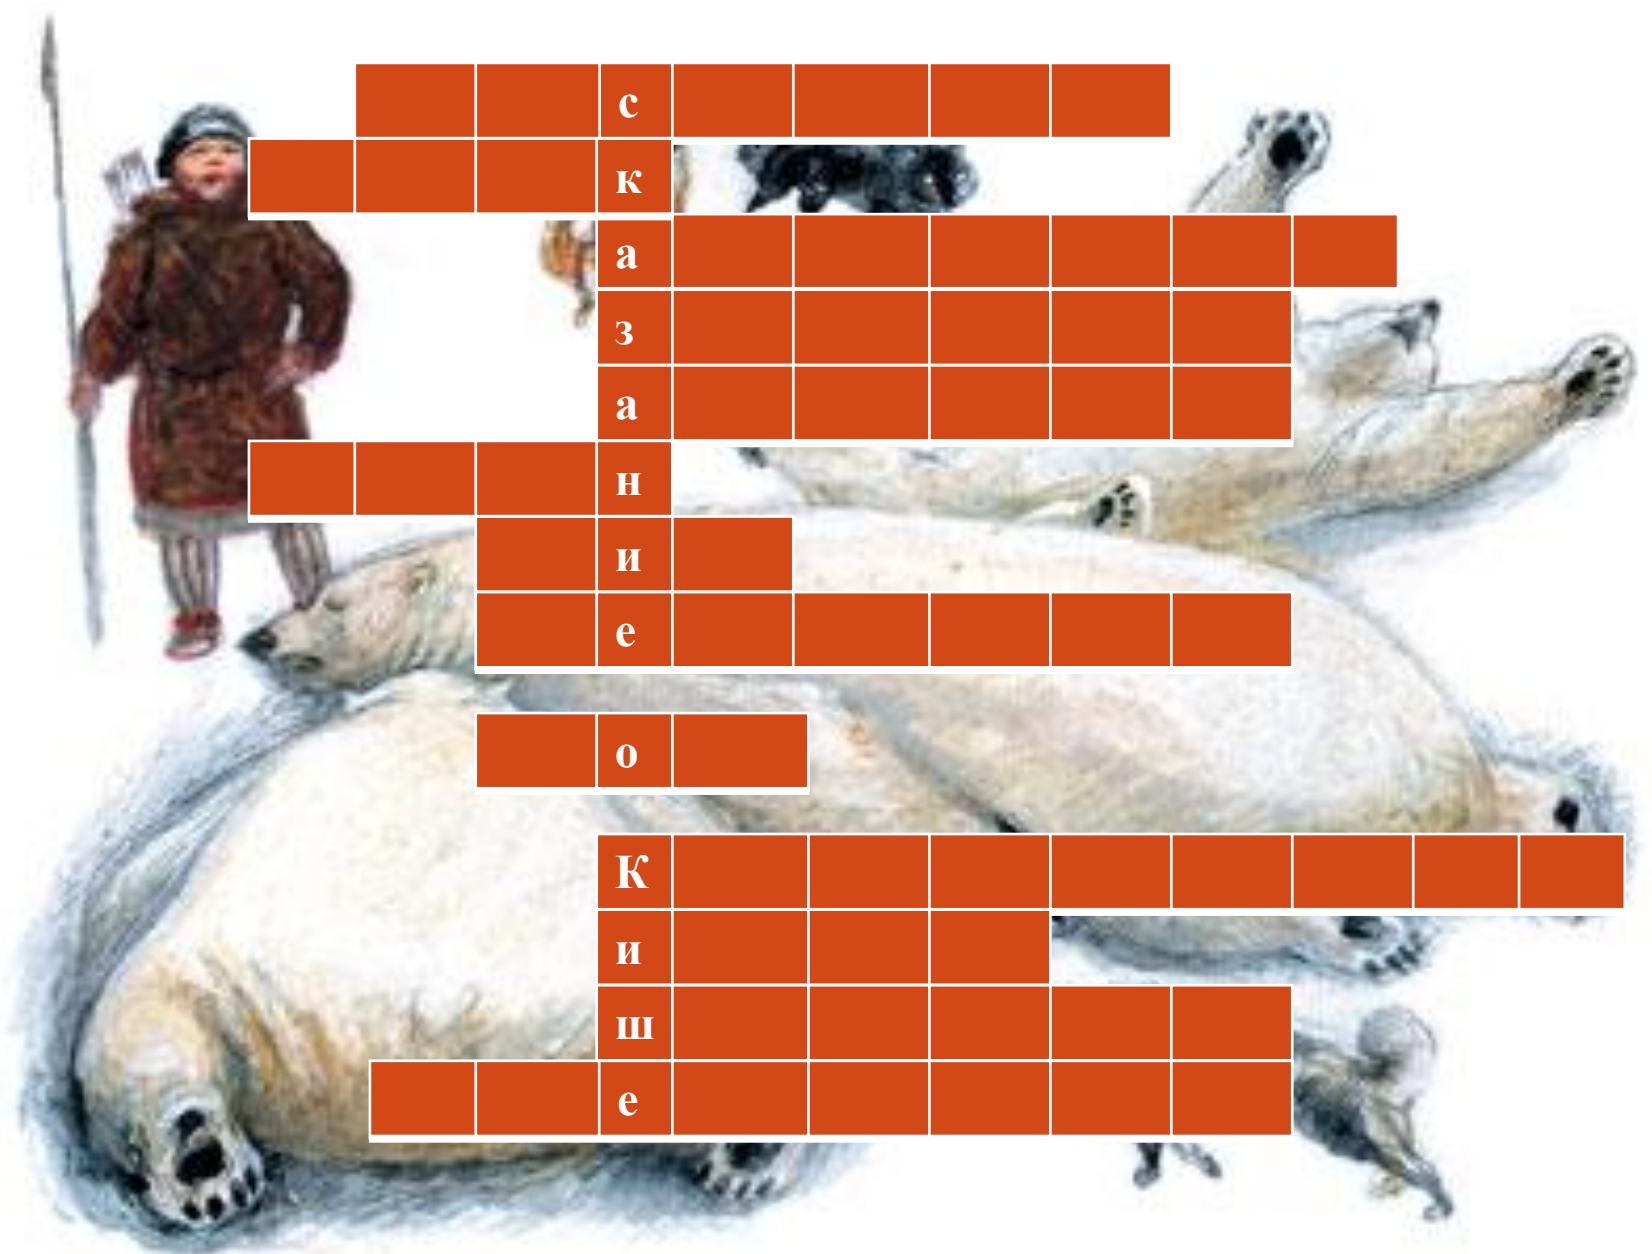 с
к
а
з
а
н
и
е
о
К
и
ш
е